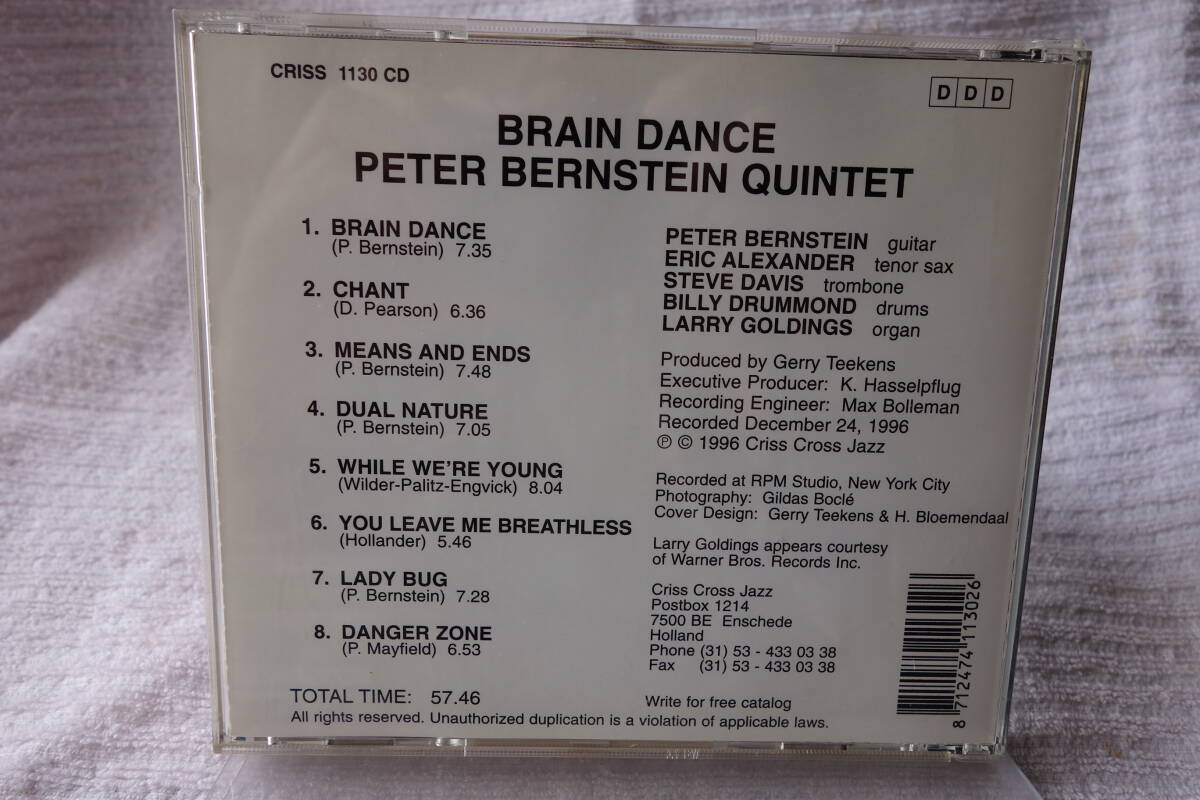 CRISS 1130 CD
D D D
BRAIN DANCE
PETER BERNSTEIN QUINTET
1. BRAIN DANCE
(P. Bernstein) 7.35
2. CHANT
(D. Pearson) 6.36
3. MEANS AND ENDS
(P. Bernstein) 7.48
4. DUAL NATURE
(P. Bernstein) 7.05
5. WHILE WE'RE YOUNG
(Wilder-Palitz-Engvick) 8.04
6. YOU LEAVE ME BREATHLESS
(Hollander) 5.46
7. LADY BUG
(P. Bernstein) 7.28
8. DANGER ZONE
(P. Mayfield) 6.53
TOTAL TIME: 57.46
PETER BERNSTEIN guitar
ERIC ALEXANDER tenor sax
STEVE DAVIS trombone
BILLY DRUMMOND drums
LARRY GOLDINGS organ
Produced by Gerry Teekens
Executive Producer: K. Hasselpflug
Recording Engineer: Max Bolleman
Recorded December 24, 1996
℗ © 1996 Criss Cross Jazz
Recorded at RPM Studio, New York City
Photography: Gildas Boclé
Cover Design: Gerry Teekens & H. Bloemendaal
Larry Goldings appears courtesy
of Warner Bros. Records Inc.
Criss Cross Jazz
Postbox 1214
7500 BE Enschede
Holland
Phone (31) 53 - 433 03 38
Fax (31) 53 - 433 03 38
Write for free catalog
All rights reserved. Unauthorized duplication is a violation of applicable laws.
8 712474 113026